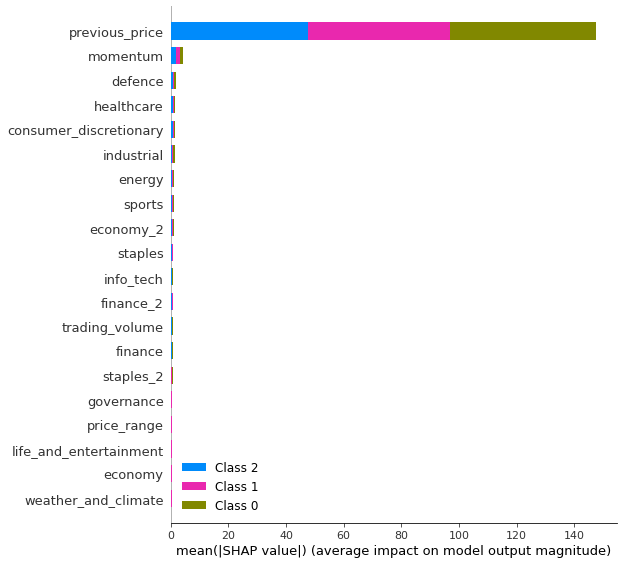 previous_price
momentum
defence
healthcare
consumer_discretionary
industrial
energy
sports
economy_2
staples
info_tech
finance_2
trading_volume
finance
staples_2
governance
price_range
life_and_entertainment
economy
weather_and_climate
Class 2
Class 1
Class 0
0 20 40 60 80 100 120 140
mean(|SHAP value|) (average impact on model output magnitude)